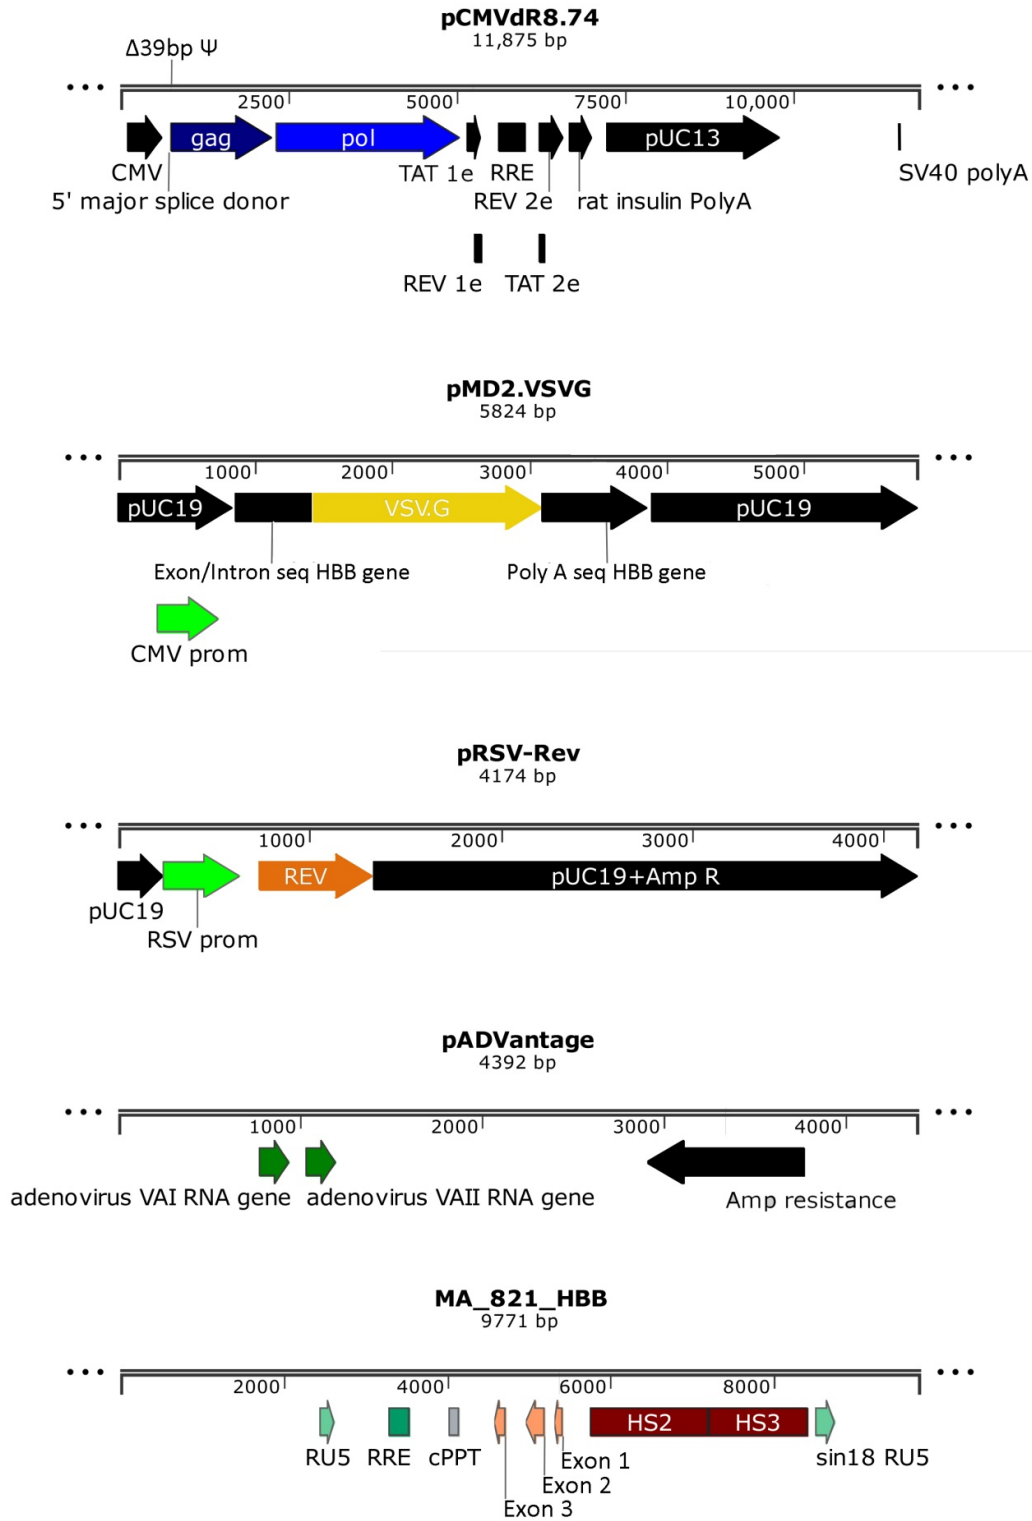 pCMVdR8.74
11,875 bp
Δ39bp Ψ
2500 5000 7500 10,000
gag pol pUC13
CMV TAT 1e RRE SV40 polyA
5' major splice donor REV 2e rat insulin PolyA
REV 1e TAT 2e
pMD2.VSVG
5824 bp
1000 2000 3000 4000 5000
pUC19 VSV.G pUC19
Exon/Intron seq HBB gene Poly A seq HBB gene
CMV prom
pRSV-Rev
4174 bp
1000 2000 3000 4000
REV pUC19+Amp R
pUC19
RSV prom
pADVantage
4392 bp
1000 2000 3000 4000
adenovirus VAI RNA gene adenovirus VAII RNA gene Amp resistance
MA_821_HBB
9771 bp
2000 4000 6000 8000
HS2 HS3
RU5 RRE cPPT Exon 1 sin18 RU5
Exon 2
Exon 3